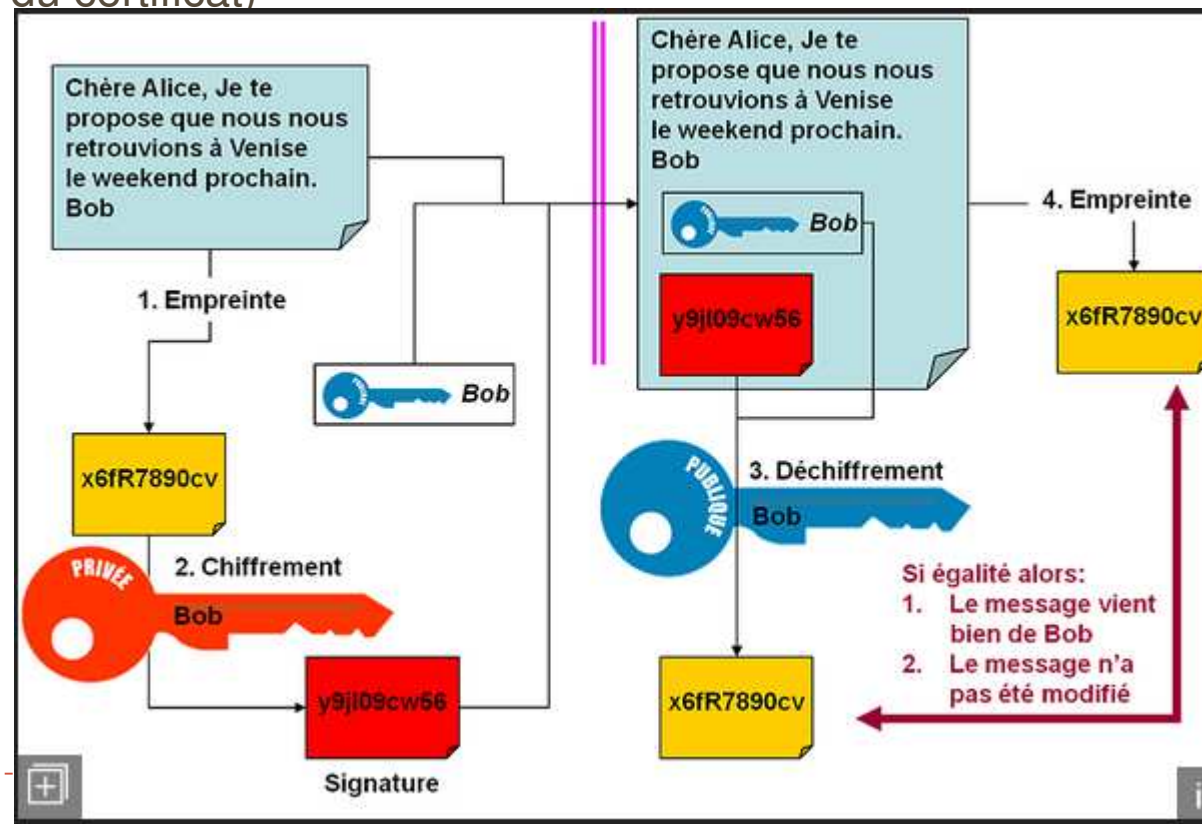 du certificat)
Chère Alice, Je te
propose que nous nous
retrouvions à Venise
le weekend prochain.
Bob
1. Empreinte
x6fR7890cv
PRIVÉE
2. Chiffrement
Bob
y9jl09cw56
Signature
Bob
Chère Alice, Je te
propose que nous nous
retrouvions à Venise
le weekend prochain.
Bob
Bob
y9jl09cw56
PUBLIQUE
3. Déchiffrement
Bob
x6fR7890cv
4. Empreinte
x6fR7890cv
Si égalité alors:
1. Le message vient
bien de Bob
2. Le message n'a
pas été modifié